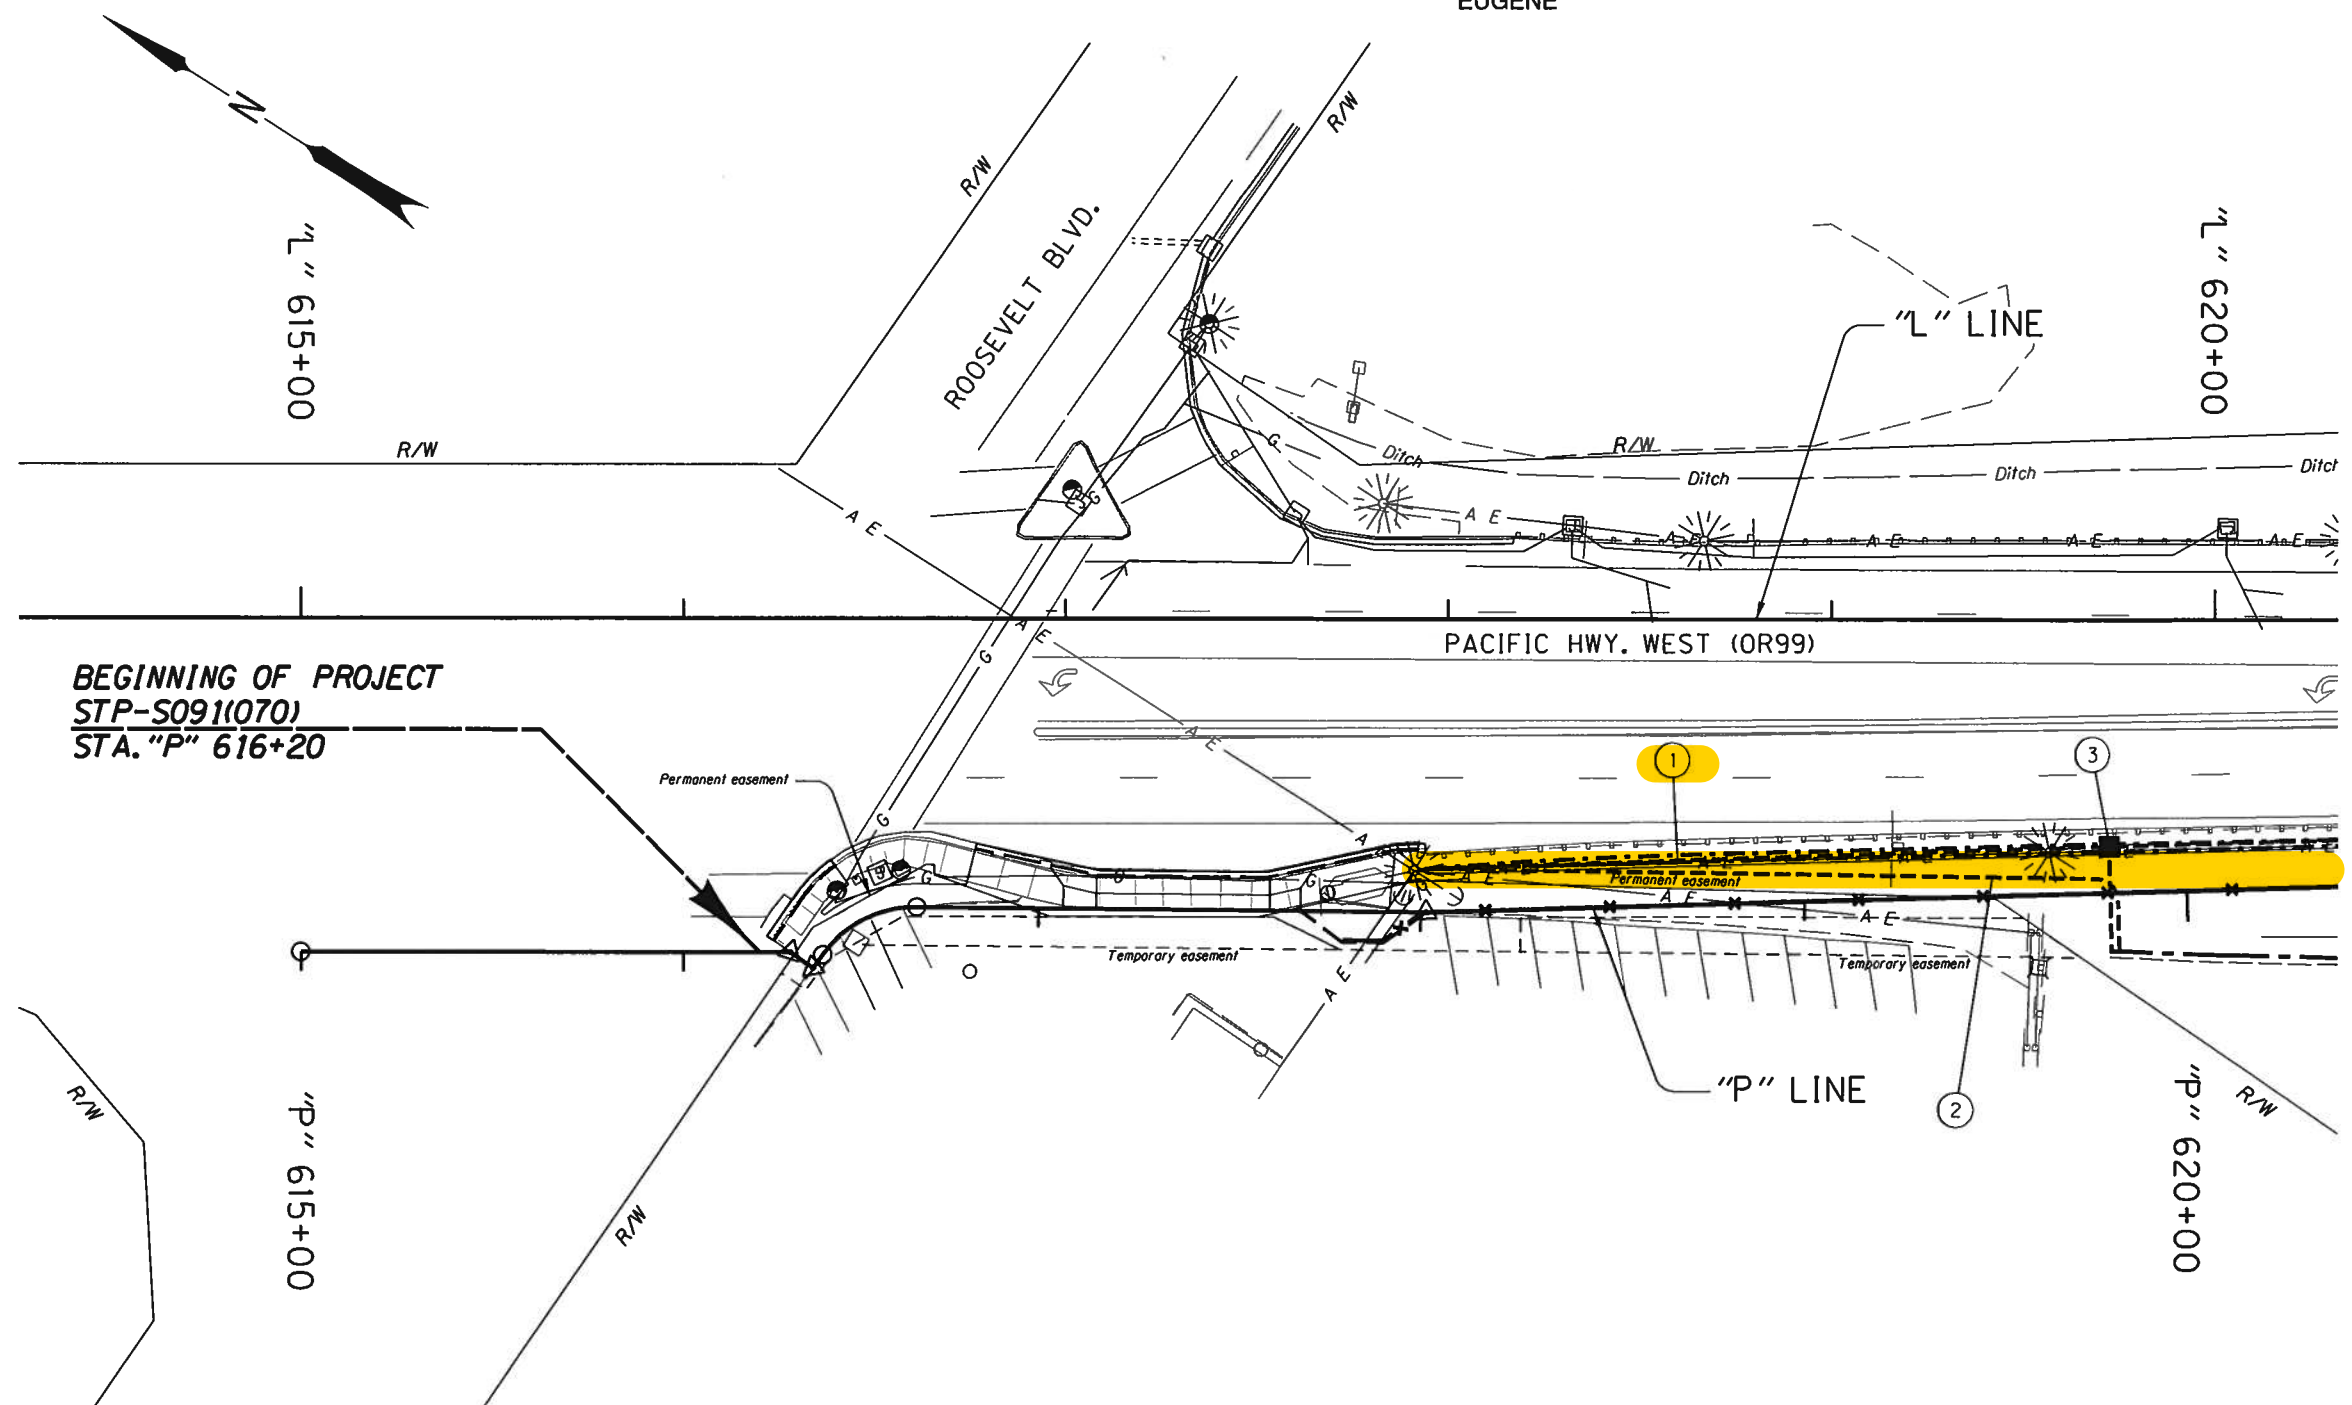 EUGENE
N
"L" 615+00
R/W
R/W
ROOSEVELT BLVD.
R/W
"L" LINE
"L" 620+00
R/W
Ditch
Ditch
Ditch
Ditch
G
G
A E
A E
A E
A E
A E
A E
A E
G
PACIFIC HWY. WEST (OR99)
BEGINNING OF PROJECT
STP-S091(070)
STA. "P" 616+20
A E
1
3
Permanent easement
G
A
G
G
G
A E
Permanent easement
A E
A E
Temporary easement
Temporary easement
A E
"P" LINE
2
R/W
R/W
R/W
"P" 615+00
"P" 620+00